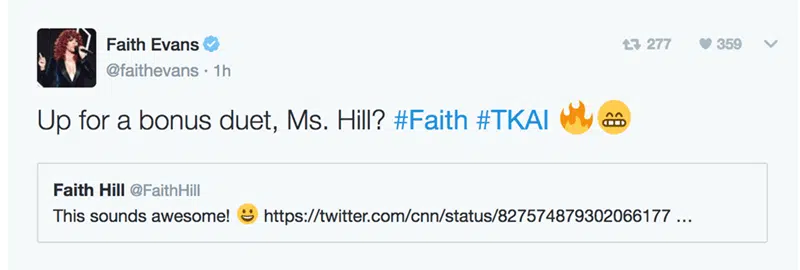 Faith Evans
@faithevans · 1h
277 359
Up for a bonus duet, Ms. Hill? #Faith #TKAI 🔥😁
Faith Hill @FaithHill
This sounds awesome! 😀 https://twitter.com/cnn/status/827574879302066177 ...